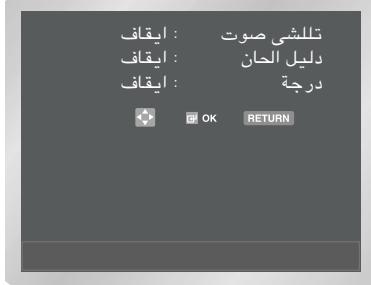 تللشى صوت : ايقاف
دليل الحان : ايقاف
درجة : ايقاف
OK RETURN